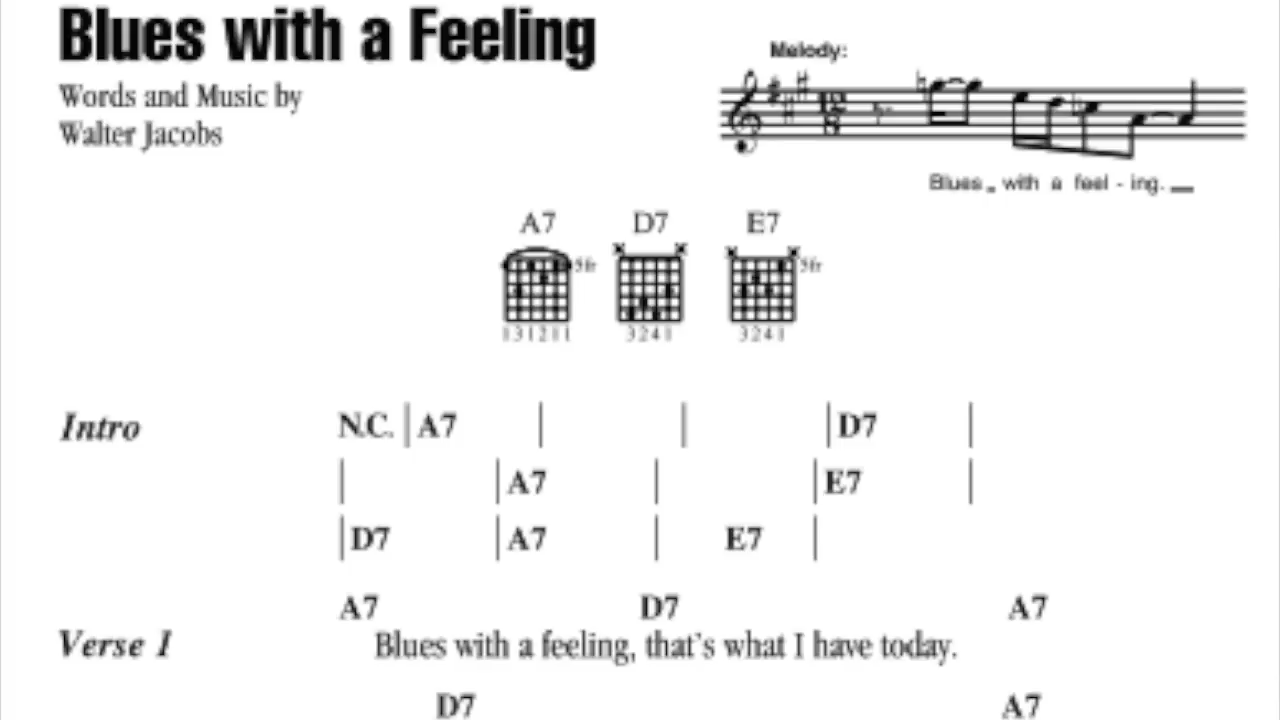 Blues with a Feeling
Words and Music by
Walter Jacobs
Melody:
12
8
Blues with a feel - ing.
A7 D7 E7
5fr 5fr
131211 3241 3241
Intro N.C. A7 D7
A7 E7
D7 A7 E7
A7 D7 A7
Verse I Blues with a feeling, that's what I have today.
D7 A7